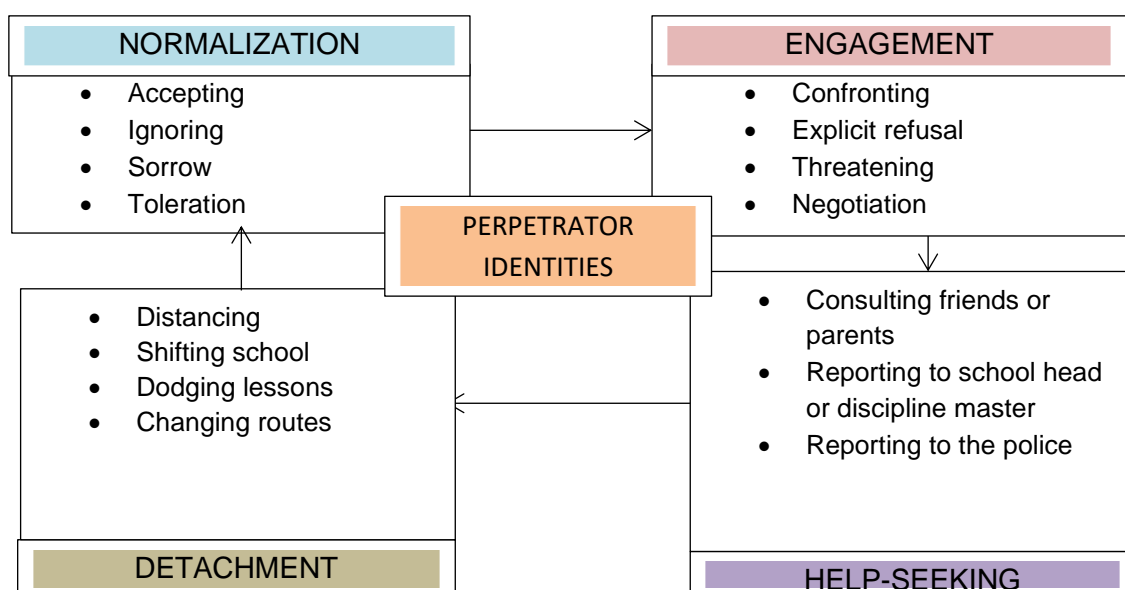 NORMALIZATION
• Accepting
• Ignoring
• Sorrow
• Toleration
ENGAGEMENT
• Confronting
• Explicit refusal
• Threatening
• Negotiation
PERPETRATOR
IDENTITIES
• Distancing
• Shifting school
• Dodging lessons
• Changing routes
DETACHMENT
• Consulting friends or
parents
• Reporting to school head
or discipline master
• Reporting to the police
HELP-SEEKING